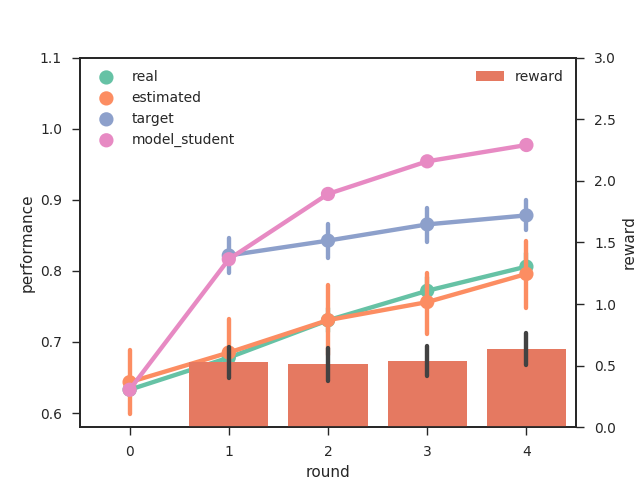 1.1
1.0
0.9
0.8
0.7
0.6
performance
real
estimated
target
model_student
reward
3.0
2.5
2.0
1.5
1.0
0.5
0.0
reward
0 1 2 3 4
round